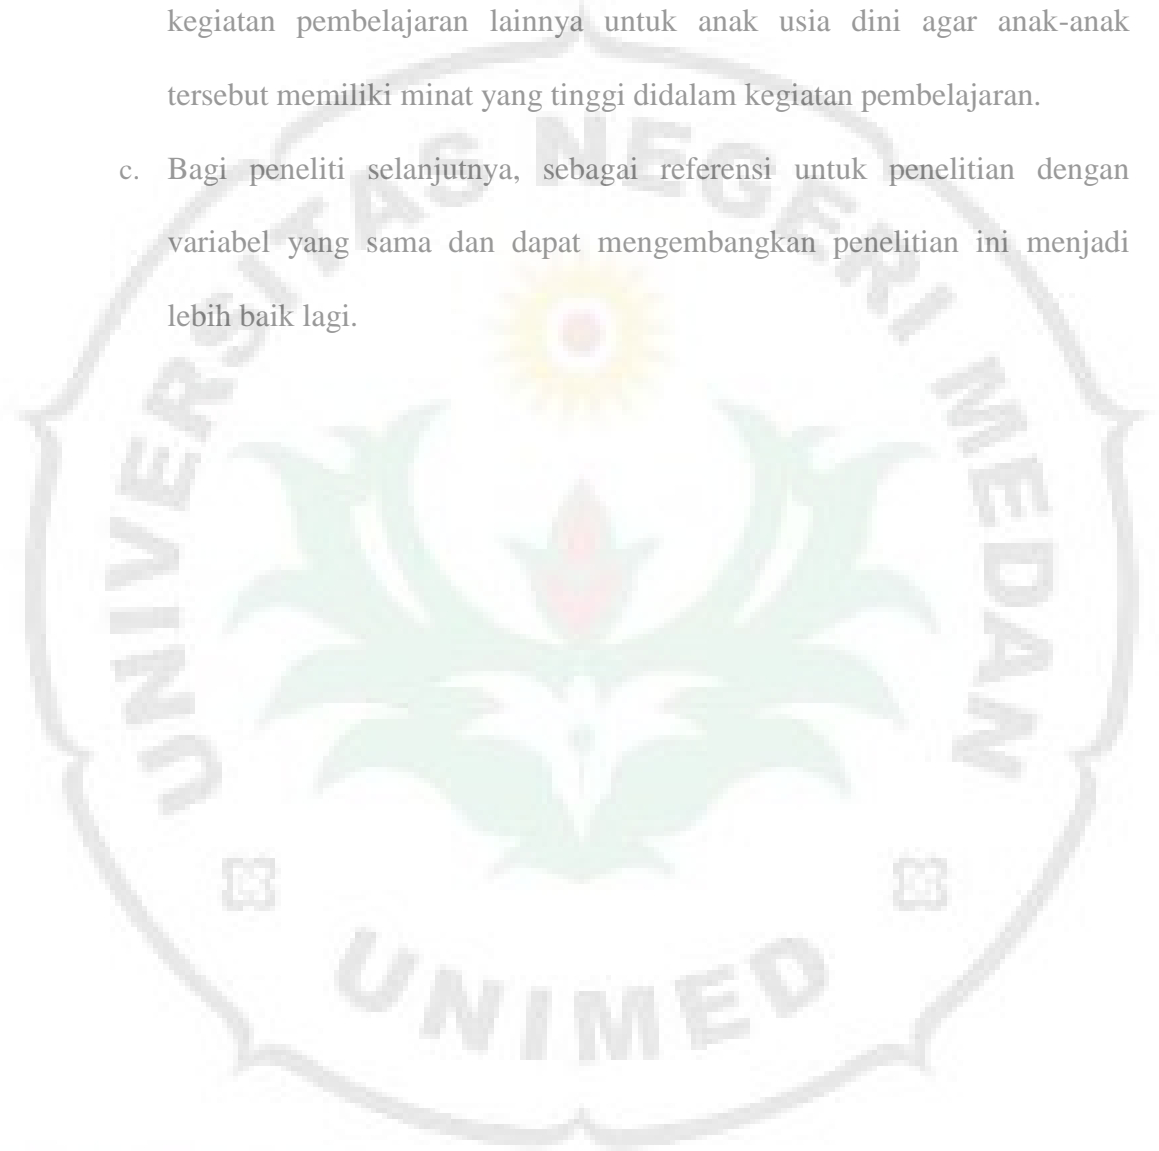 kegiatan pembelajaran lainnya untuk anak usia dini agar anak-anak
tersebut memiliki minat yang tinggi didalam kegiatan pembelajaran.
c. Bagi peneliti selanjutnya, sebagai referensi untuk penelitian dengan
variabel yang sama dan dapat mengembangkan penelitian ini menjadi
lebih baik lagi.
UNIVERSITAS NEGERI MEDAN
UNIMED